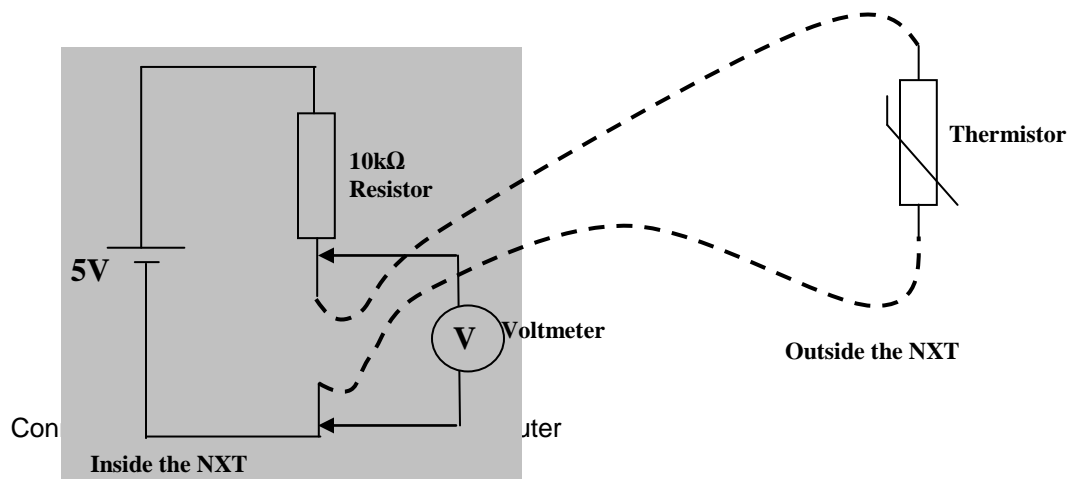 10kΩ
Resistor
Thermistor
5V
V
Voltmeter
Outside the NXT
Con
uter
Inside the NXT